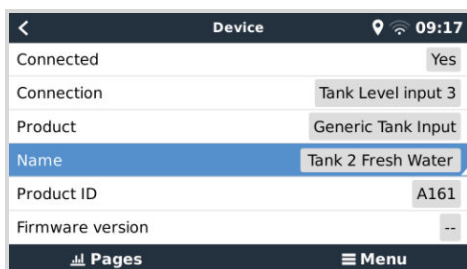 Device 09:17
Connected Yes
Connection Tank Level input 3
Product Generic Tank Input
Name Tank 2 Fresh Water
Product ID A161
Firmware version --
Pages Menu